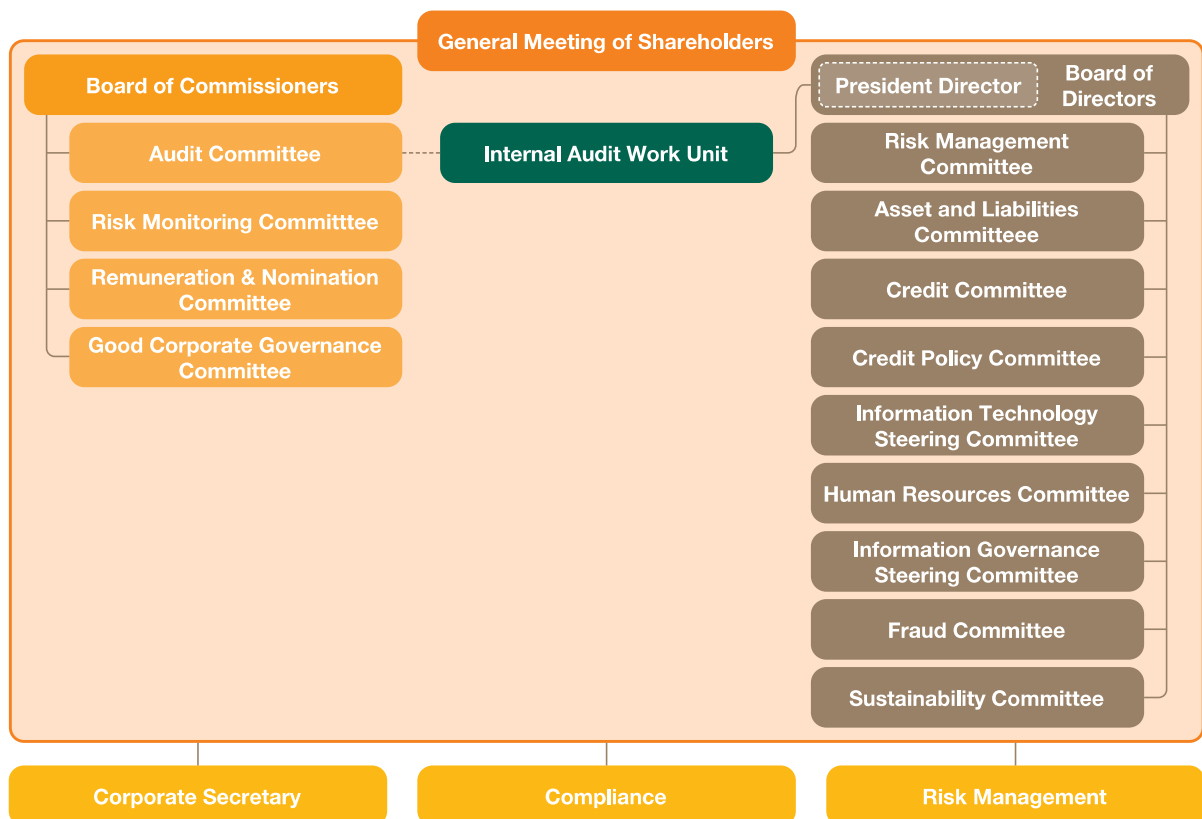 General Meeting of Shareholders
Board of Commissioners
Audit Committee
Risk Monitoring Committtee
Remuneration & Nomination
Committee
Good Corporate Governance
Committee
Internal Audit Work Unit
President Director
Board of
Directors
Risk Management
Committee
Asset and Liabilities
Committeee
Credit Committee
Credit Policy Committee
Information Technology
Steering Committee
Human Resources Committee
Information Governance
Steering Committee
Fraud Committee
Sustainability Committee
Corporate Secretary
Compliance
Risk Management